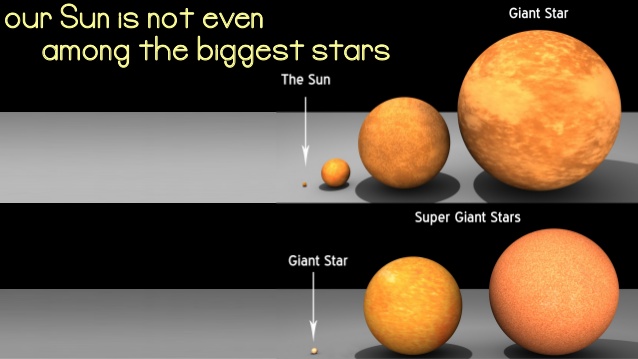 our Sun is not even
among the biggest stars
Giant Star
The Sun
Super Giant Stars
Giant Star